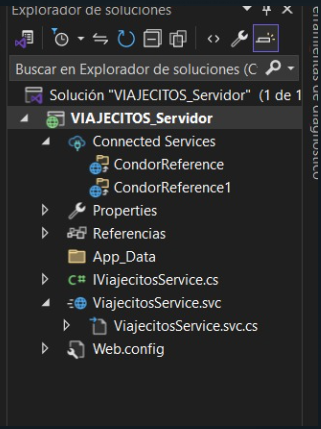 Explorador de soluciones
Buscar en Explorador de soluciones (C
Solución "VIAJECITOS_Servidor" (1 de 1
VIAJECITOS_Servidor
Connected Services
CondorReference
CondorReference1
Properties
Referencias
App_Data
C# IViajecitosService.cs
ViajecitosService.svc
ViajecitosService.svc.cs
Web.config
de diagnóstico